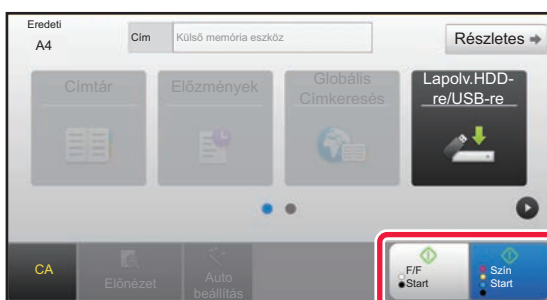 Eredeti
A4
Cím
Külső memória eszköz
Részletes
Címtár
Előzmények
Globális
Címkeresés
Lapolv.HDD-
re/USB-re
CA
Előnézet
Auto
beállítás
F/F
Start
Szín
Start